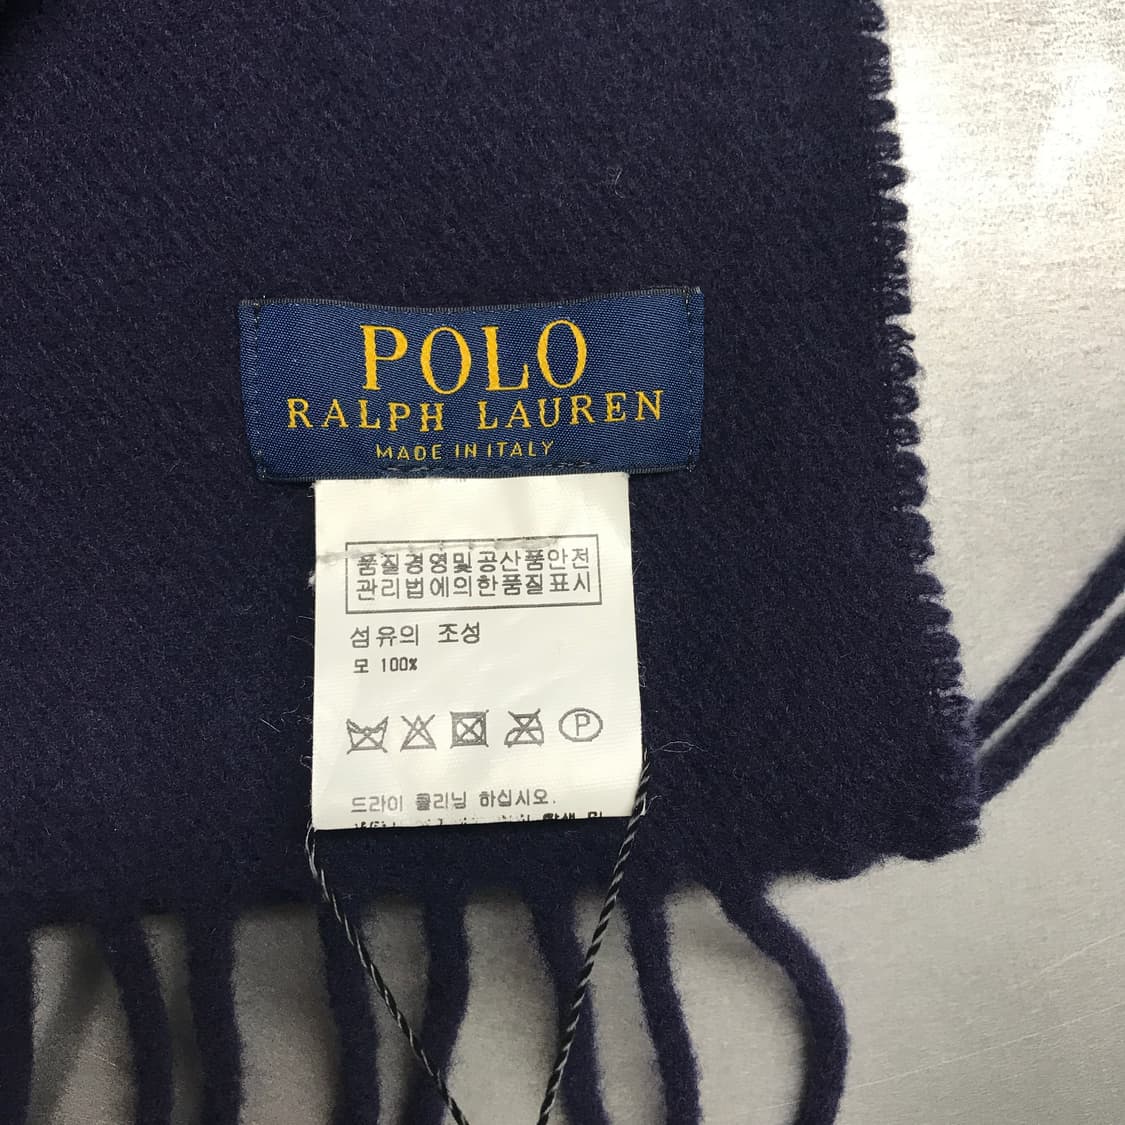 POLO
RALPH LAUREN
MADE IN ITALY
품질경영및공산품안전
관리법에의한품질표시
섬유의 조성
모 100%
P
드라이 클리닝 하십시오.